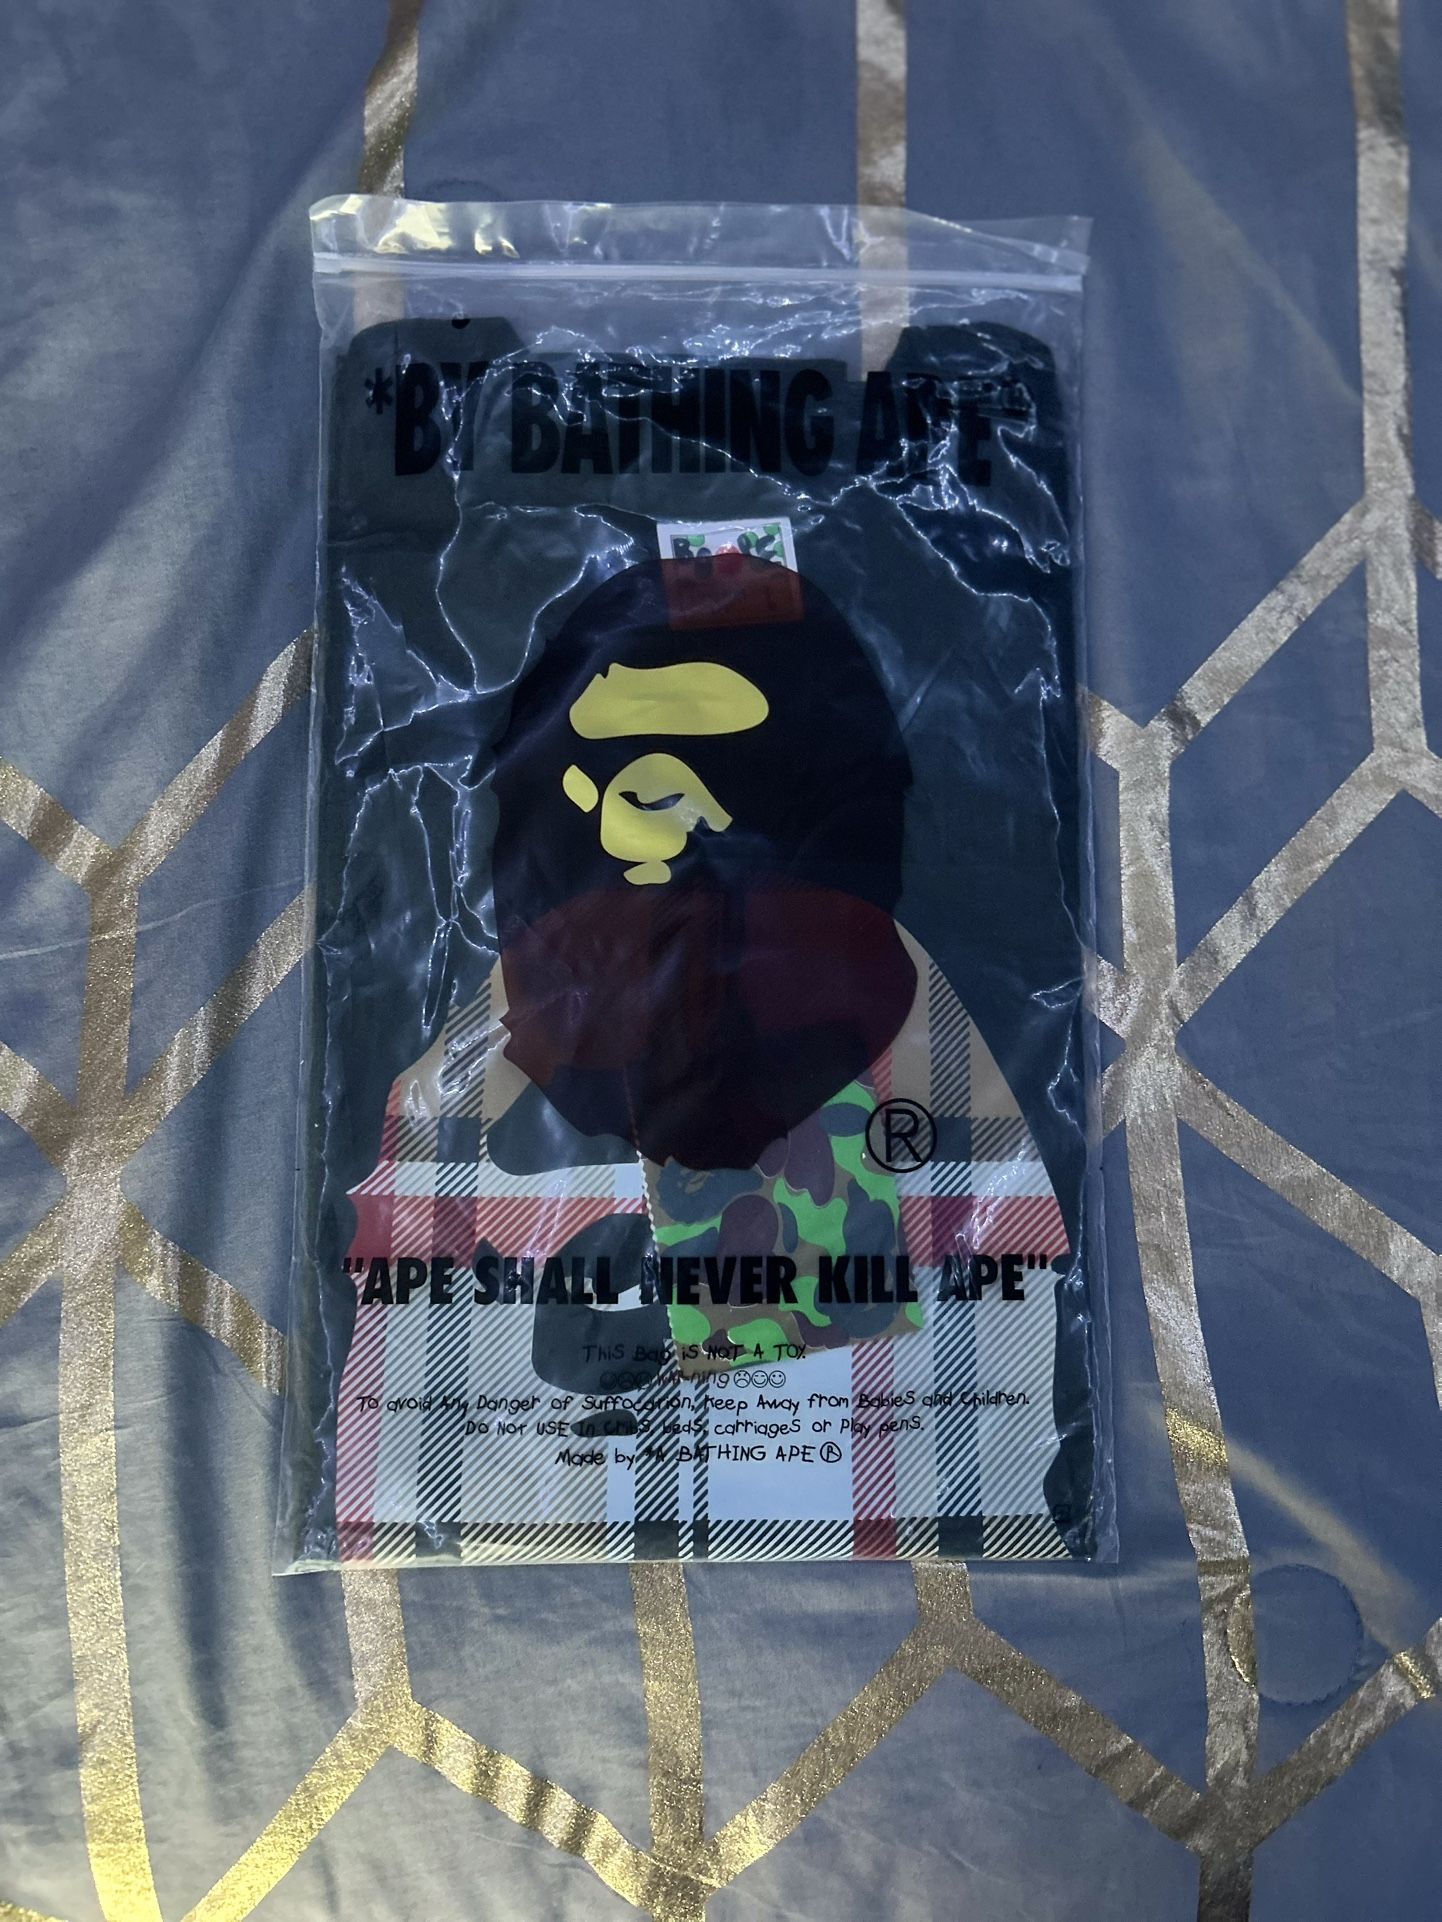 *BY BATHING APE®
®
"APE SHALL NEVER KILL APE"
This Bag is NOT A TOY.
Warning
To avoid Any Danger of Suffocation, Keep Away from Babies and Children.
DO NOT USE In Cribs, beds, carriages or Play pens.
Made by *A BATHING APE®